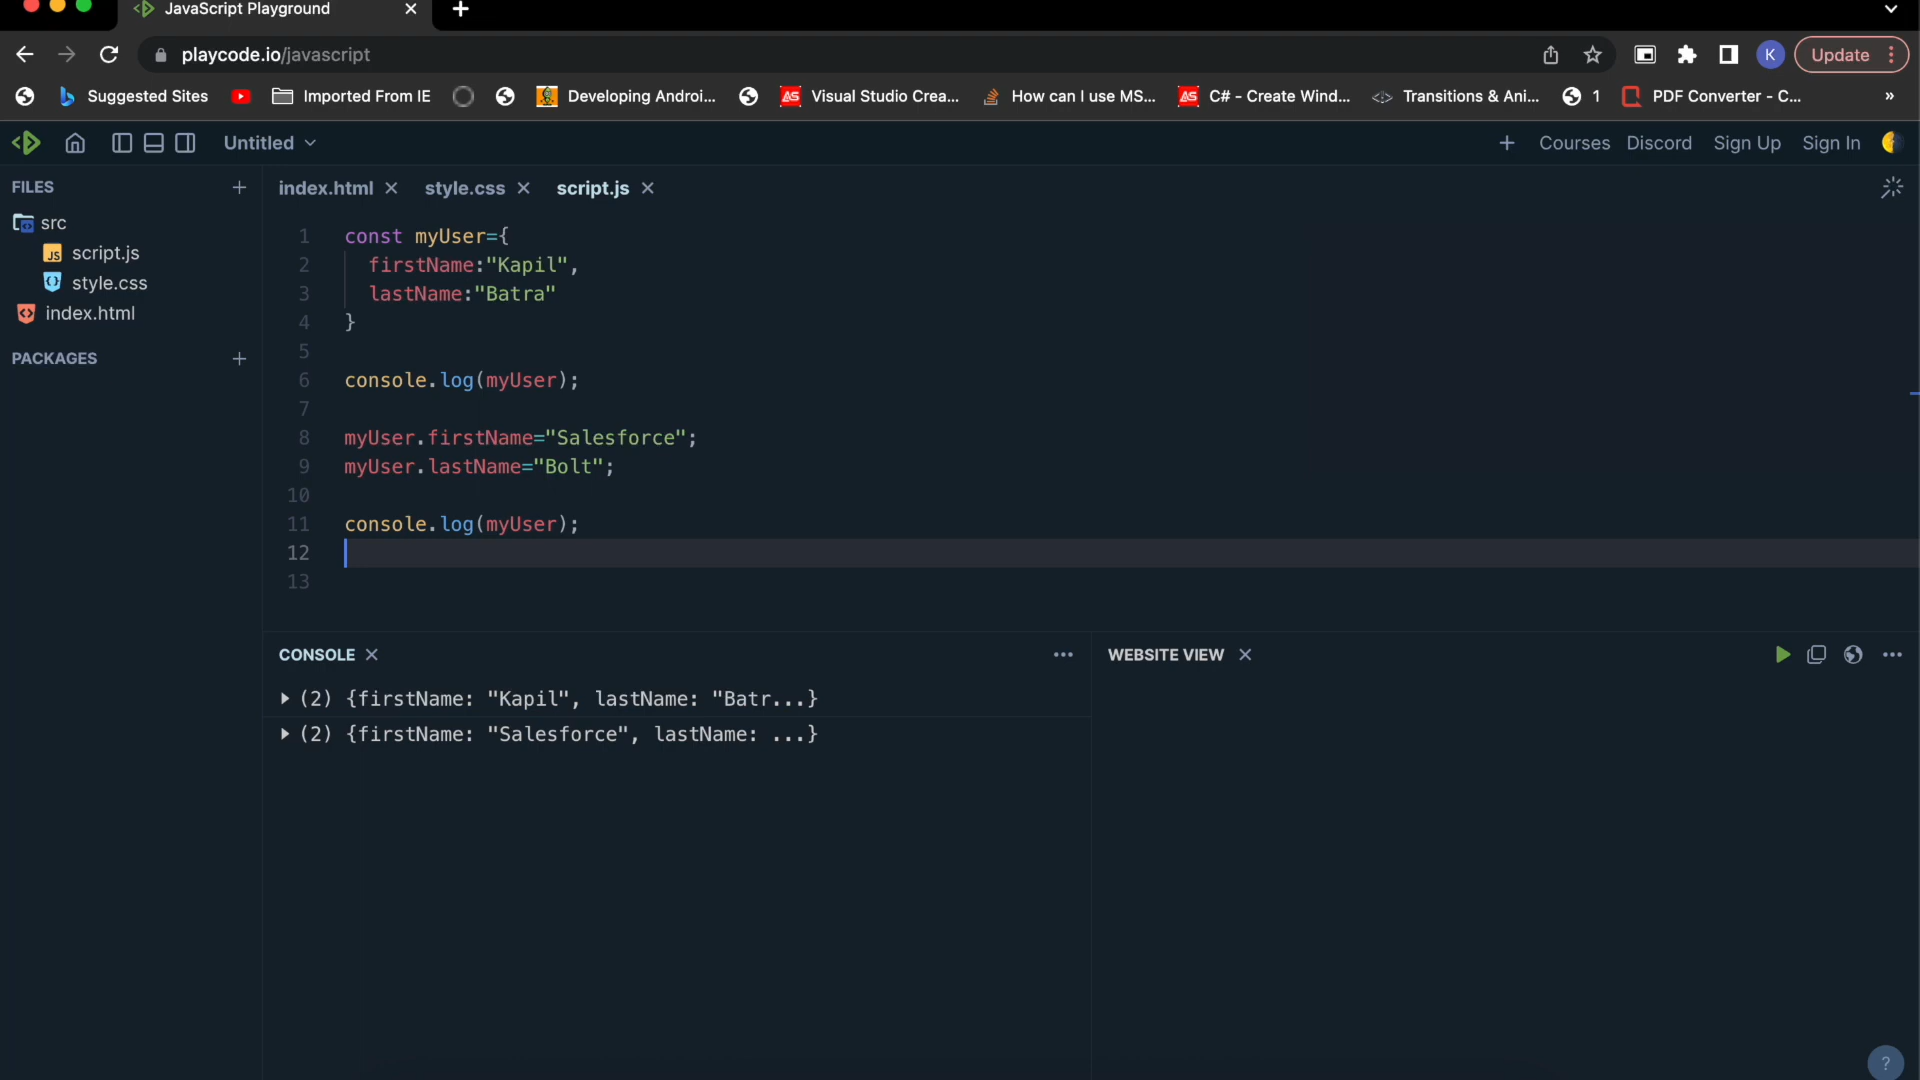 JavaScript Playground
playcode.io/javascript
K
Update
Suggested Sites
Imported From IE
Developing Androi...
Visual Studio Crea...
How can I use MS...
C# - Create Wind...
Transitions & Ani...
1
PDF Converter - C...
»
Untitled
Courses
Discord
Sign Up
Sign In
FILES
src
JS script.js
style.css
index.html
PACKAGES
index.html
style.css
script.js
1 const myUser={
2 firstName:"Kapil",
3 lastName:"Batra"
4 }
5
6 console.log(myUser);
7
8 myUser.firstName="Salesforce";
9 myUser.lastName="Bolt";
10
11 console.log(myUser);
12
13
CONSOLE
(2) {firstName: "Kapil", lastName: "Batr...}
(2) {firstName: "Salesforce", lastName: ...}
WEBSITE VIEW
?